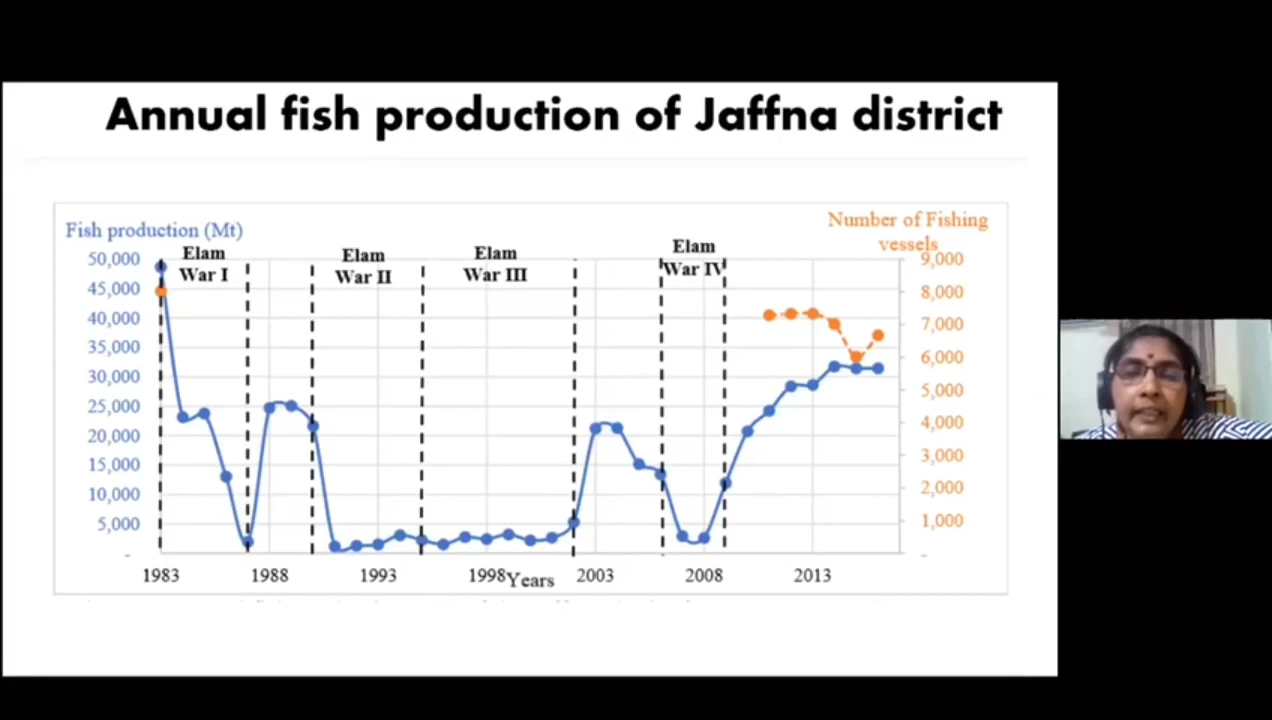 Annual fish production of Jaffna district
Fish production (Mt)
Number of Fishing
vessels
Elam
War I
Elam
War II
Elam
War III
Elam
War IV
50,000
45,000
40,000
35,000
30,000
25,000
20,000
15,000
10,000
5,000
-
9,000
8,000
7,000
6,000
5,000
4,000
3,000
2,000
1,000
-
1983
1988
1993
1998
2003
2008
2013
Years